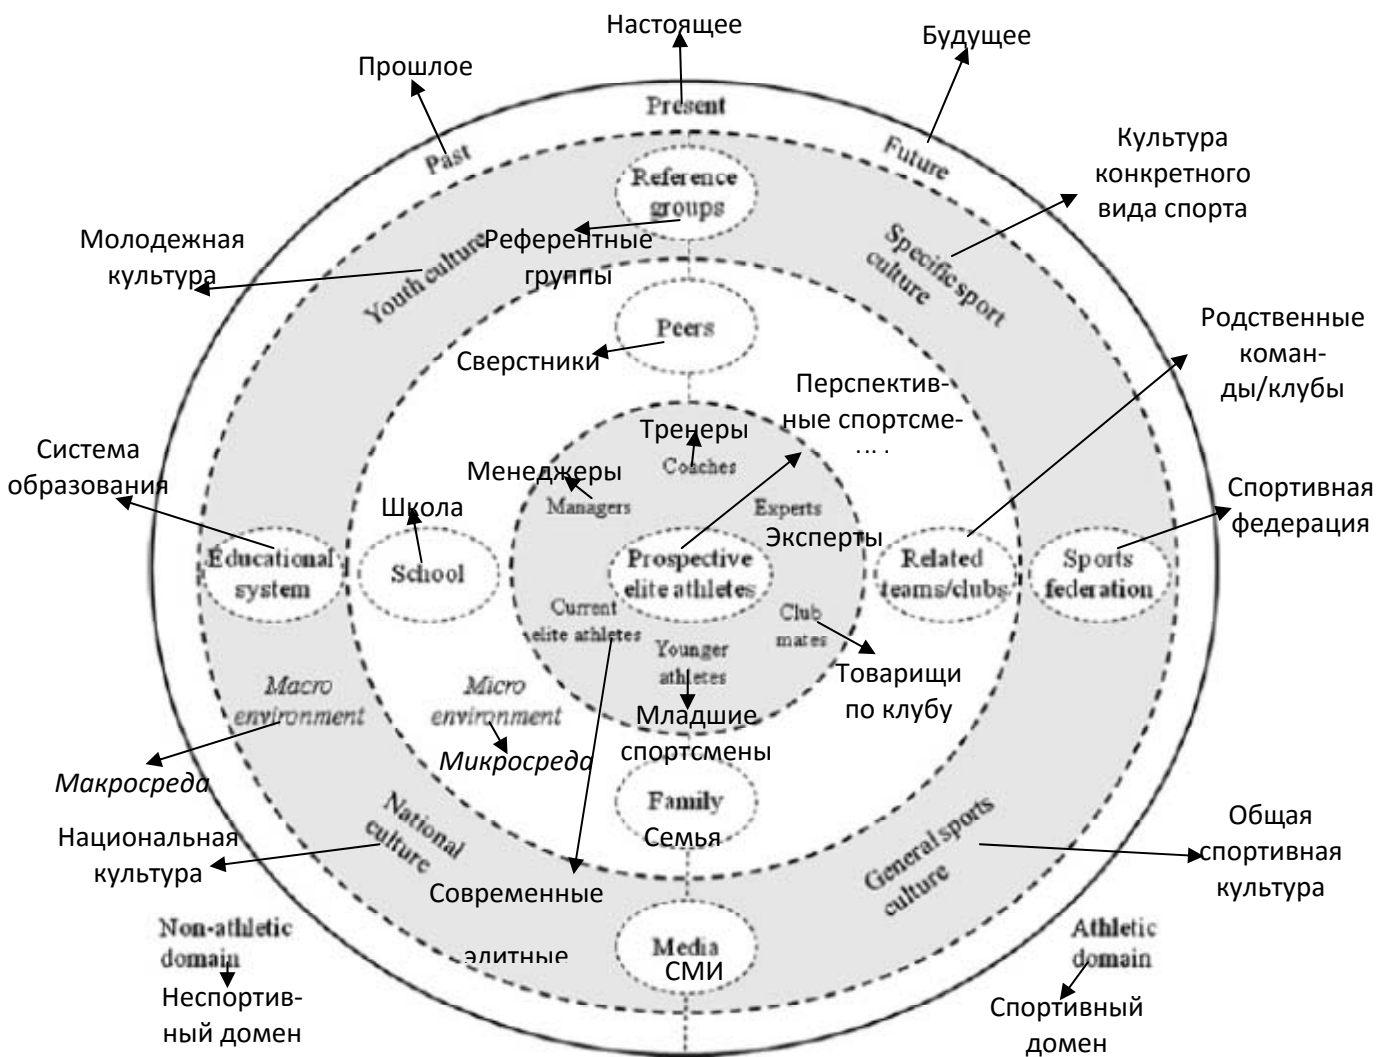 Настоящее
Будущее
Прошлое
Present
Past
Future
Культура
конкретного
вида спорта
Reference
groups
Молодежная
культура
Youth culture
Референтные
группы
Specific sport
culture
Peers
Сверстники
Родственные
коман-
ды/клубы
Перспектив-
ные спортсме-
Тренеры
Coaches
Менеджеры
Managers
Experts
Эксперты
Система
образования
Школа
Спортивная
федерация
Educational
system
School
Prospective
elite athletes
Related
teams/clubs
Sports
federation
Current
elite athletes
Younger
athletes
Club
mates
Товарищи
по клубу
Macro
environment
Micro
environment
Младшие
спортсмены
Макросреда
Микросреда
Family
Семья
National
culture
Национальная
культура
General sports
culture
Общая
спортивная
культура
Современные
элитные
Non-athletic
domain
Media
СМИ
Athletic
domain
Неспортив-
ный домен
Спортивный
домен